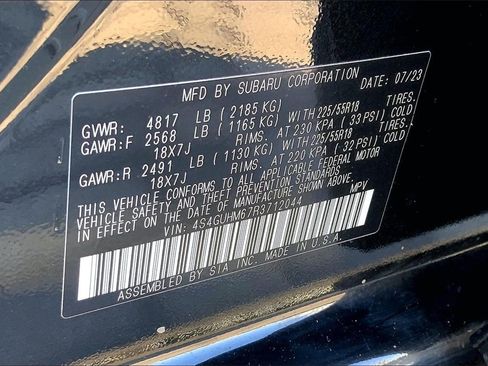 MFD BY SUBARU CORPORATION DATE: 07/23
GVWR: 4817 LB (2185 KG)
GAWR:F 2568 LB (1165 KG) WITH 225/55R18 TIRES.
18X7J RIMS. AT 230 KPA (33 PSI) COLD
GAWR:R 2491 LB (1130 KG) WITH 225/55R18 TIRES.
18X7J RIMS. AT 220 KPA (32 PSI) COLD
THIS VEHICLE CONFORMS TO ALL APPLICABLE FEDERAL MOTOR
VEHICLE SAFETY AND THEFT PREVENTION STANDARDS
IN EFFECT ON THE DATE OF MANUFACTURE SHOWN ABOVE.
VIN: 4S4GUHM67R3712044 MPV
ASSEMBLED BY SIA INC. MADE IN U.S.A.